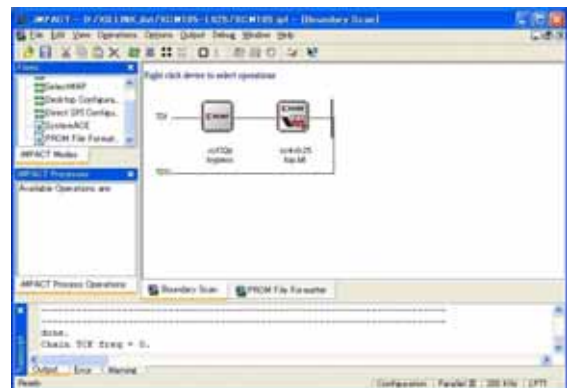 File Edit View Operations Options Output Debug Window Help
SelectMAP
Desktop Configura...
Direct SPI Configu...
SystemACE
PROM File Format...
iMPACT Modes
Right click device to select operations
TDI
bypass
TDO
iMPACT Processes
Available Operations are:
iMPACT Process Operations
Boundary Scan
PROM File Formatter
done.
Chain TCK freq = 0.
Output Error Warning
Ready
Configuration Parallel III 200 KHz LPT1